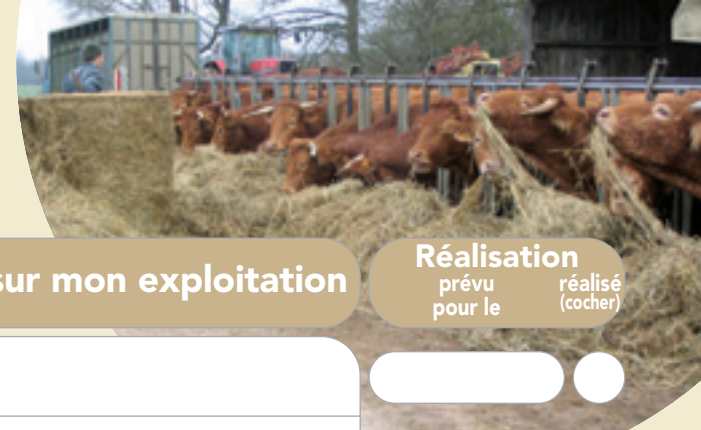 sur mon exploitation
Réalisation
prévu
pour le
réalisé
(cocher)